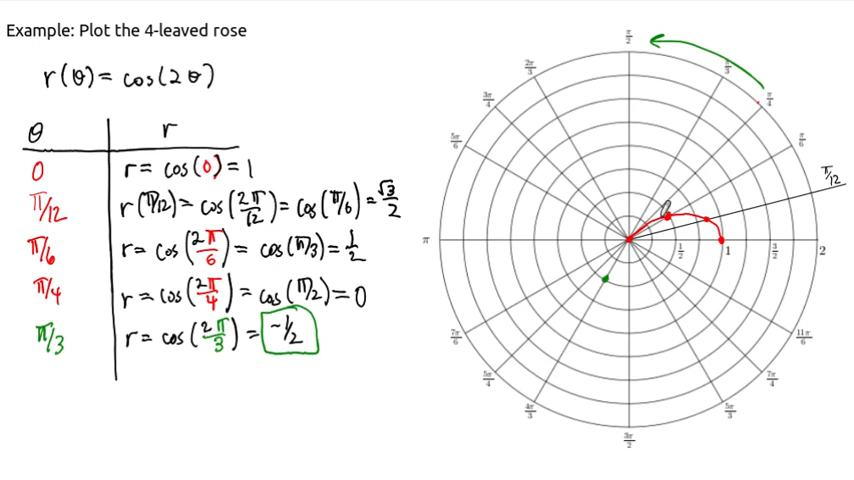 Example: Plot the 4-leaved rose
r(θ) = cos(2θ)
θ r
0 r = cos(0) = 1
π/12 r(π/12) = cos(2π/12) = cos(π/6) = √3/2
π/6 r = cos(2π/6) = cos(π/3) = 1/2
π/4 r = cos(2π/4) = cos(π/2) = 0
π/3 r = cos(2π/3) = -1/2
π/2
2π/3
3π/4
π/4
5π/6
π/6
π/12
π 1/2 1 3/2 2
7π/6
11π/6
5π/4
7π/4
4π/3
5π/3
3π/2